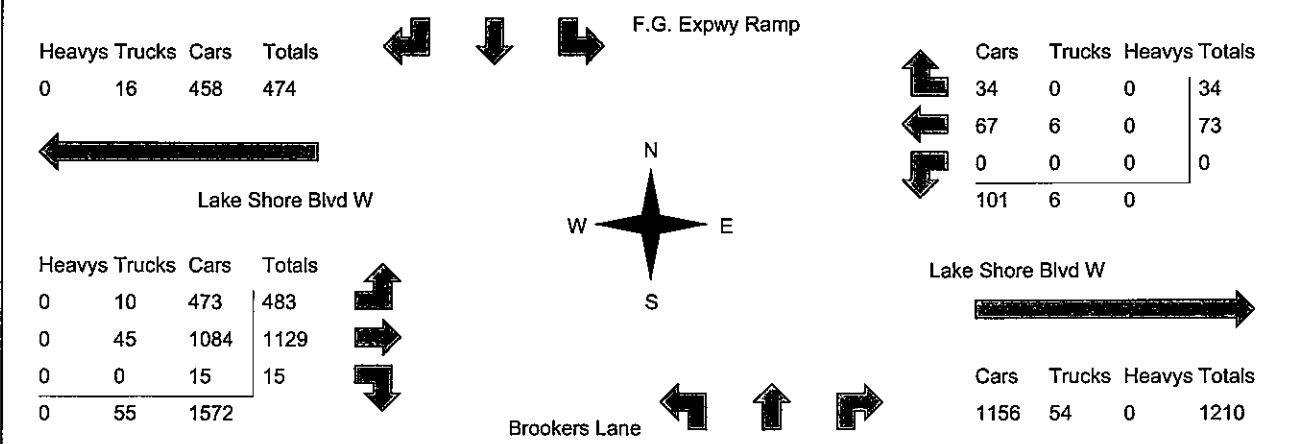 F.G. Expwy Ramp
Heavys Trucks Cars Totals
0 16 458 474
Cars Trucks Heavys Totals
34 0 0 34
67 6 0 73
0 0 0 0
101 6 0
N
W E
S
Lake Shore Blvd W
Heavys Trucks Cars Totals
0 10 473 483
0 45 1084 1129
0 0 15 15
0 55 1572
Lake Shore Blvd W
Cars Trucks Heavys Totals
1156 54 0 1210
Brookers Lane